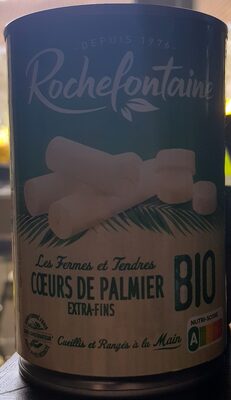 - DEPUIS 1976 -
Rochefontaine
Les Fermes et Tendres
CŒURS DE PALMIER
EXTRA-FINS
BIO
Cueillis et Rangés à la Main
NUTRI-SCORE
A